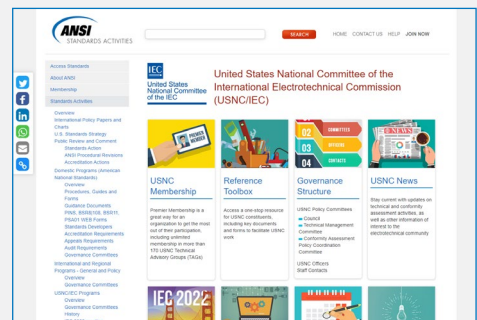 ANSI
STANDARDS ACTIVITIES
SEARCH
HOME CONTACT US HELP JOIN NOW
Access Standards
About ANSI
Membership
Standards Activities
Overview
International Policy Papers and
Charts
U.S. Standards Strategy
Public Review and Comment
Standards Action
ANSI Procedural Revisions
Accreditation Actions
Domestic Programs (American
National Standards)
Overview
Procedures, Guides and
Forms
Guidance Documents
PINS, BSR8/108, BSR11,
PSA01 WEB Forms
Standards Developers
Accreditation Requirements
Appeals Requirements
Audit Requirements
Governance Committees
International and Regional
Programs - General and Policy
Overview
Governance Committees
USNC/IEC Programs
Overview
Governance Committees
History
IEC
United States
National Committee
of the IEC
United States National Committee of the
International Electrotechnical Commission
(USNC/IEC)
PREMIER
MEMBER
USNC
Membership
Premier Membership is a
great way for an
organization to get the most
out of their participation,
including unlimited
membership in more than
170 USNC Technical
Advisory Groups (TAGs)
Reference
Toolbox
Access a one-stop resource
for USNC constituents,
including key documents
and forms to facilitate USNC
work
02 COMMITTEES
03 OFFICERS
04 CONTACTS
Governance
Structure
USNC Policy Committees
Council
Technical Management
Committee
Conformity Assessment
Policy Coordination
Committee
USNC Officers
Staff Contacts
NEWS
USNC News
Stay current with updates on
technical and conformity
assessment activities, as
well as other information of
interest to the
electrotechnical community
IEC 2022